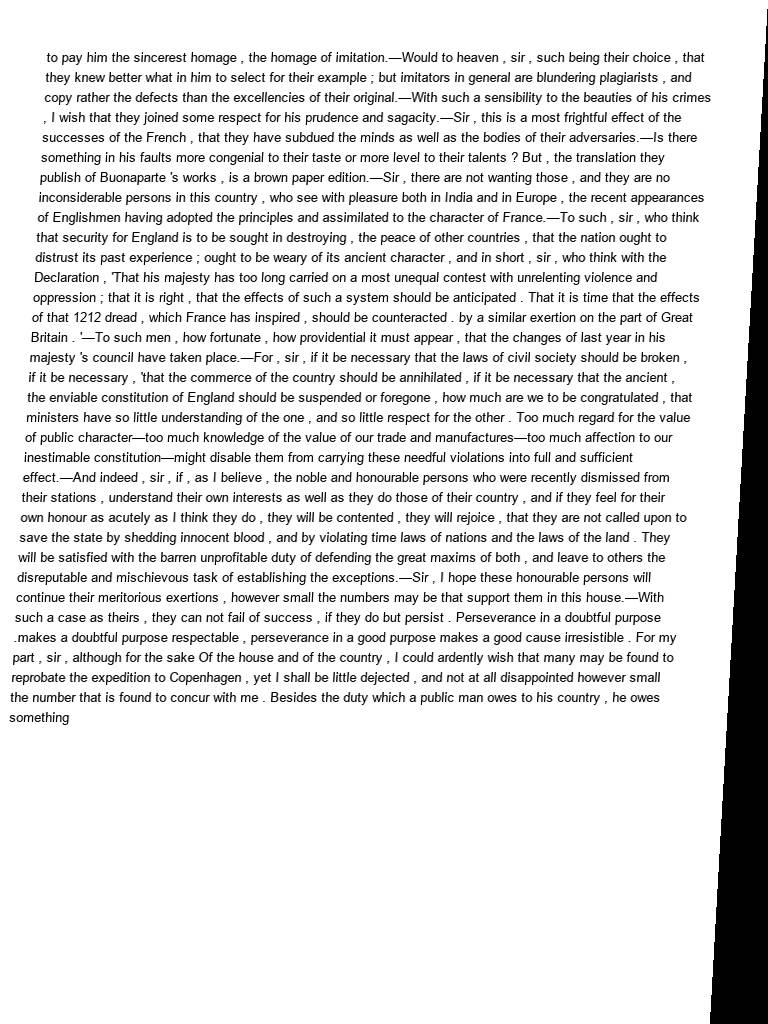 to pay him the sincerest homage , the homage of imitation.—Would to heaven , sir , such being their choice , that
they knew better what in him to select for their example ; but imitators in general are blundering plagiarists , and
copy rather the defects than the excellencies of their original.—With such a sensibility to the beauties of his crimes
, I wish that they joined some respect for his prudence and sagacity.—Sir , this is a most frightful effect of the
successes of the French , that they have subdued the minds as well as the bodies of their adversaries.—Is there
something in his faults more congenial to their taste or more level to their talents ? But , the translation they
publish of Buonaparte 's works , is a brown paper edition.—Sir , there are not wanting those , and they are no
inconsiderable persons in this country , who see with pleasure both in India and in Europe , the recent appearances
of Englishmen having adopted the principles and assimilated to the character of France.—To such , sir , who think
that security for England is to be sought in destroying , the peace of other countries , that the nation ought to
distrust its past experience ; ought to be weary of its ancient character , and in short , sir , who think with the
Declaration , 'That his majesty has too long carried on a most unequal contest with unrelenting violence and
oppression ; that it is right , that the effects of such a system should be anticipated . That it is time that the effects
of that 1212 dread , which France has inspired , should be counteracted . by a similar exertion on the part of Great
Britain . '—To such men , how fortunate , how providential it must appear , that the changes of last year in his
majesty 's council have taken place.—For , sir , if it be necessary that the laws of civil society should be broken ,
if it be necessary , 'that the commerce of the country should be annihilated , if it be necessary that the ancient ,
the enviable constitution of England should be suspended or foregone , how much are we to be congratulated , that
ministers have so little understanding of the one , and so little respect for the other . Too much regard for the value
of public character—too much knowledge of the value of our trade and manufactures—too much affection to our
inestimable constitution—might disable them from carrying these needful violations into full and sufficient
effect.—And indeed , sir , if , as I believe , the noble and honourable persons who were recently dismissed from
their stations , understand their own interests as well as they do those of their country , and if they feel for their
own honour as acutely as I think they do , they will be contented , they will rejoice , that they are not called upon to
save the state by shedding innocent blood , and by violating time laws of nations and the laws of the land . They
will be satisfied with the barren unprofitable duty of defending the great maxims of both , and leave to others the
disreputable and mischievous task of establishing the exceptions.—Sir , I hope these honourable persons will
continue their meritorious exertions , however small the numbers may be that support them in this house.—With
such a case as theirs , they can not fail of success , if they do but persist . Perseverance in a doubtful purpose
.makes a doubtful purpose respectable , perseverance in a good purpose makes a good cause irresistible . For my
part , sir , although for the sake Of the house and of the country , I could ardently wish that many may be found to
reprobate the expedition to Copenhagen , yet I shall be little dejected , and not at all disappointed however small
the number that is found to concur with me . Besides the duty which a public man owes to his country , he owes
something